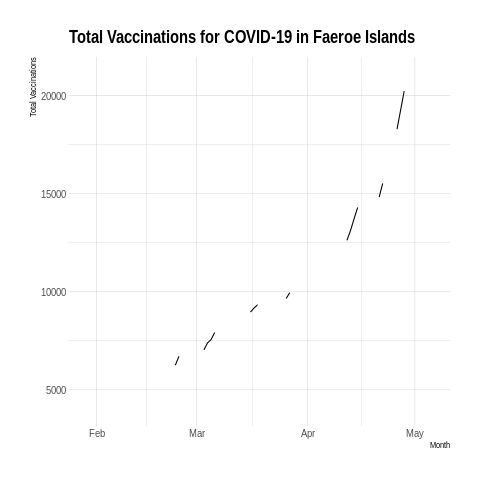 Total Vaccinations for COVID-19 in Faeroe Islands
Total Vaccinations
20000
15000
10000
5000
Feb Mar Apr May
Month